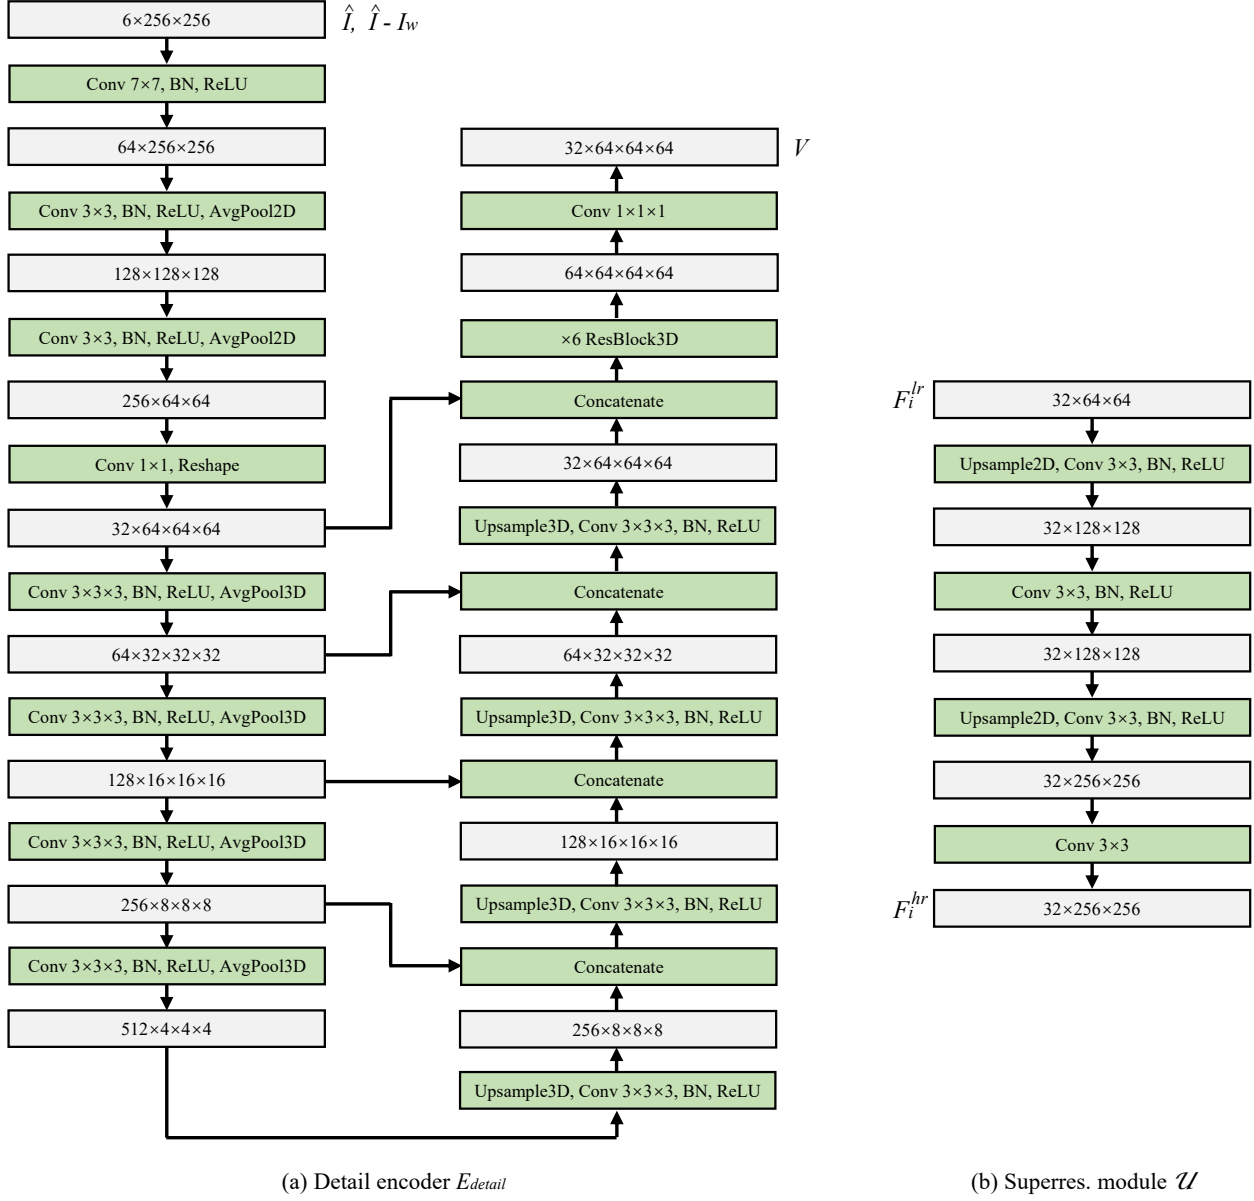 6×256×256
Î, Î - Iw
Conv 7×7, BN, ReLU
64×256×256
Conv 3×3, BN, ReLU, AvgPool2D
128×128×128
Conv 3×3, BN, ReLU, AvgPool2D
256×64×64
Conv 1×1, Reshape
32×64×64×64
Conv 3×3×3, BN, ReLU, AvgPool3D
64×32×32×32
Conv 3×3×3, BN, ReLU, AvgPool3D
128×16×16×16
Conv 3×3×3, BN, ReLU, AvgPool3D
256×8×8×8
Conv 3×3×3, BN, ReLU, AvgPool3D
512×4×4×4
32×64×64×64
V
Conv 1×1×1
64×64×64×64
×6 ResBlock3D
Concatenate
32×64×64×64
Upsample3D, Conv 3×3×3, BN, ReLU
Concatenate
64×32×32×32
Upsample3D, Conv 3×3×3, BN, ReLU
Concatenate
128×16×16×16
Upsample3D, Conv 3×3×3, BN, ReLU
Concatenate
256×8×8×8
Upsample3D, Conv 3×3×3, BN, ReLU
(a) Detail encoder Edetail
F_i^lr
32×64×64
Upsample2D, Conv 3×3, BN, ReLU
32×128×128
Conv 3×3, BN, ReLU
32×128×128
Upsample2D, Conv 3×3, BN, ReLU
32×256×256
Conv 3×3
F_i^hr
32×256×256
(b) Superres. module 𝒰